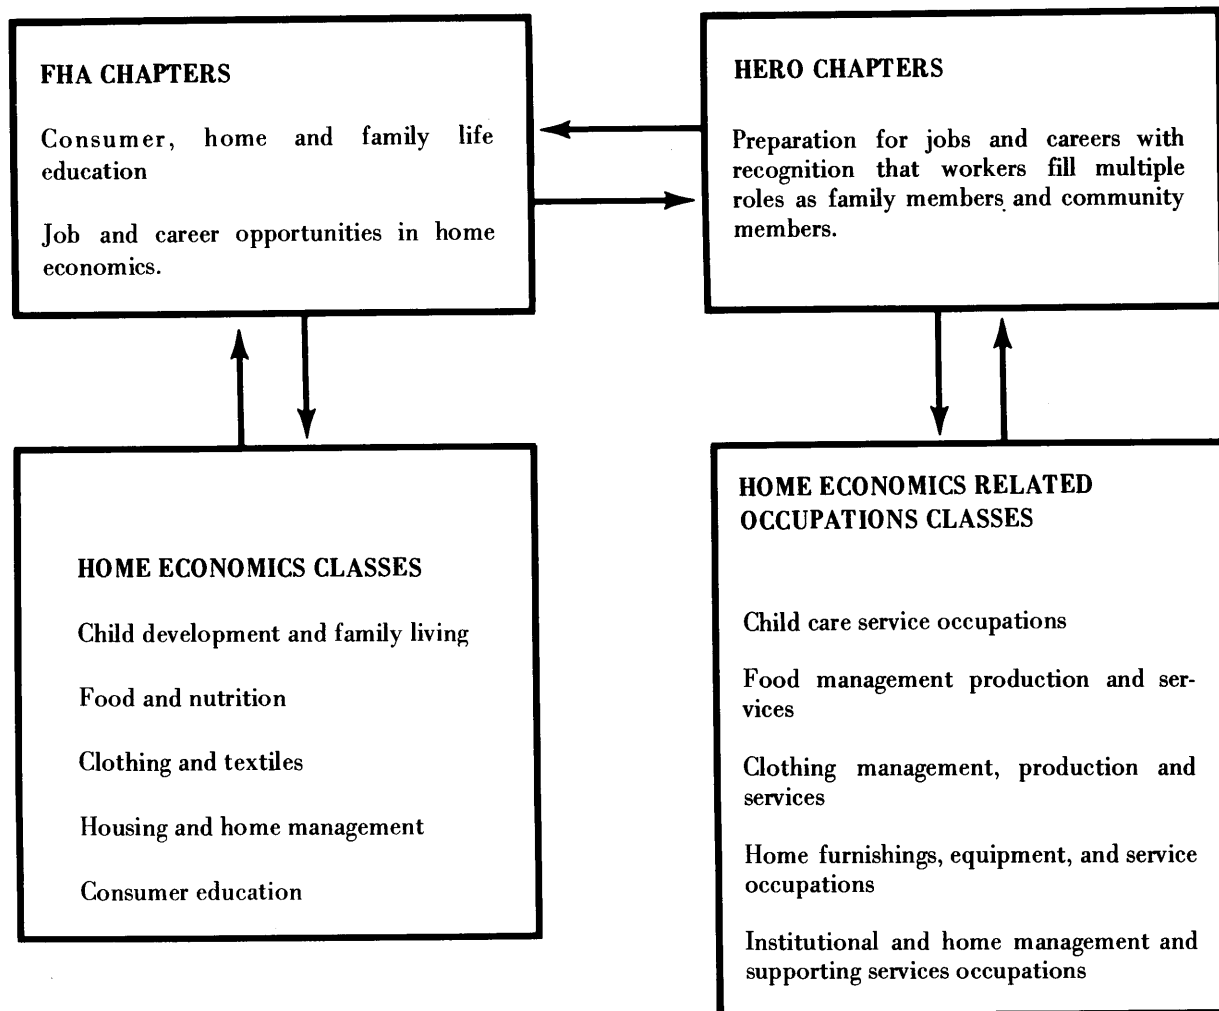 FHA CHAPTERS
Consumer, home and family life
education
Job and career opportunities in home
economics.
HERO CHAPTERS
Preparation for jobs and careers with
recognition that workers fill multiple
roles as family members and community
members.
HOME ECONOMICS CLASSES
Child development and family living
Food and nutrition
Clothing and textiles
Housing and home management
Consumer education
HOME ECONOMICS RELATED
OCCUPATIONS CLASSES
Child care service occupations
Food management production and ser-
vices
Clothing management, production and
services
Home furnishings, equipment, and service
occupations
Institutional and home management and
supporting services occupations